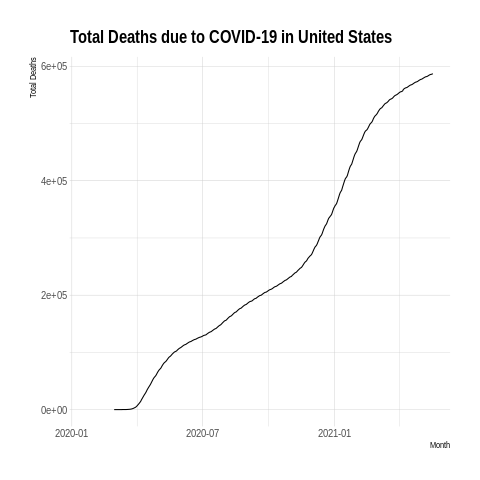 Total Deaths due to COVID-19 in United States
Total Deaths
6e+05
4e+05
2e+05
0e+00
2020-01 2020-07 2021-01
Month